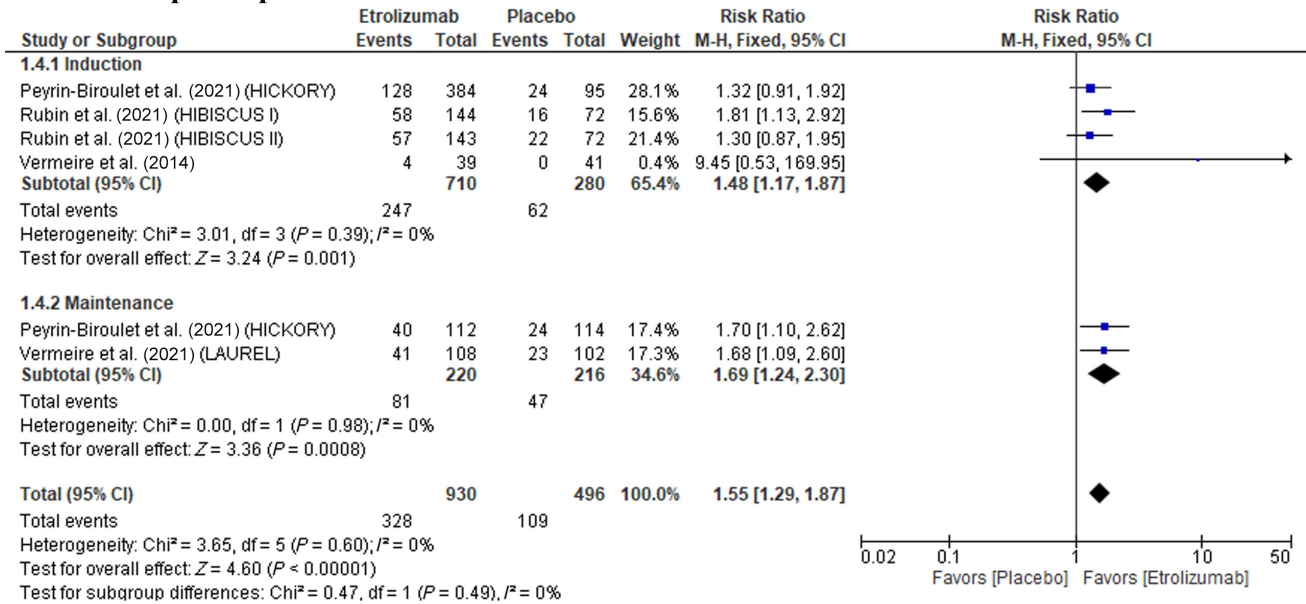 Etrolizumab Placebo Risk Ratio Risk Ratio
Study or Subgroup Events Total Events Total Weight M-H, Fixed, 95% CI M-H, Fixed, 95% CI
1.4.1 Induction
Peyrin-Biroulet et al. (2021) (HICKORY) 128 384 24 95 28.1% 1.32 [0.91, 1.92]
Rubin et al. (2021) (HIBISCUS I) 58 144 16 72 15.6% 1.81 [1.13, 2.92]
Rubin et al. (2021) (HIBISCUS II) 57 143 22 72 21.4% 1.30 [0.87, 1.95]
Vermeire et al. (2014) 4 39 0 41 0.4% 9.45 [0.53, 169.95]
Subtotal (95% CI) 710 280 65.4% 1.48 [1.17, 1.87]
Total events 247 62
Heterogeneity: Chi² = 3.01, df = 3 (P = 0.39); I² = 0%
Test for overall effect: Z = 3.24 (P = 0.001)
1.4.2 Maintenance
Peyrin-Biroulet et al. (2021) (HICKORY) 40 112 24 114 17.4% 1.70 [1.10, 2.62]
Vermeire et al. (2021) (LAUREL) 41 108 23 102 17.3% 1.68 [1.09, 2.60]
Subtotal (95% CI) 220 216 34.6% 1.69 [1.24, 2.30]
Total events 81 47
Heterogeneity: Chi² = 0.00, df = 1 (P = 0.98); I² = 0%
Test for overall effect: Z = 3.36 (P = 0.0008)
Total (95% CI) 930 496 100.0% 1.55 [1.29, 1.87]
Total events 328 109
Heterogeneity: Chi² = 3.65, df = 5 (P = 0.60); I² = 0%
Test for overall effect: Z = 4.60 (P < 0.00001)
Test for subgroup differences: Chi² = 0.47, df = 1 (P = 0.49), I² = 0%
0.02 0.1 1 10 50
Favors [Placebo] Favors [Etrolizumab]